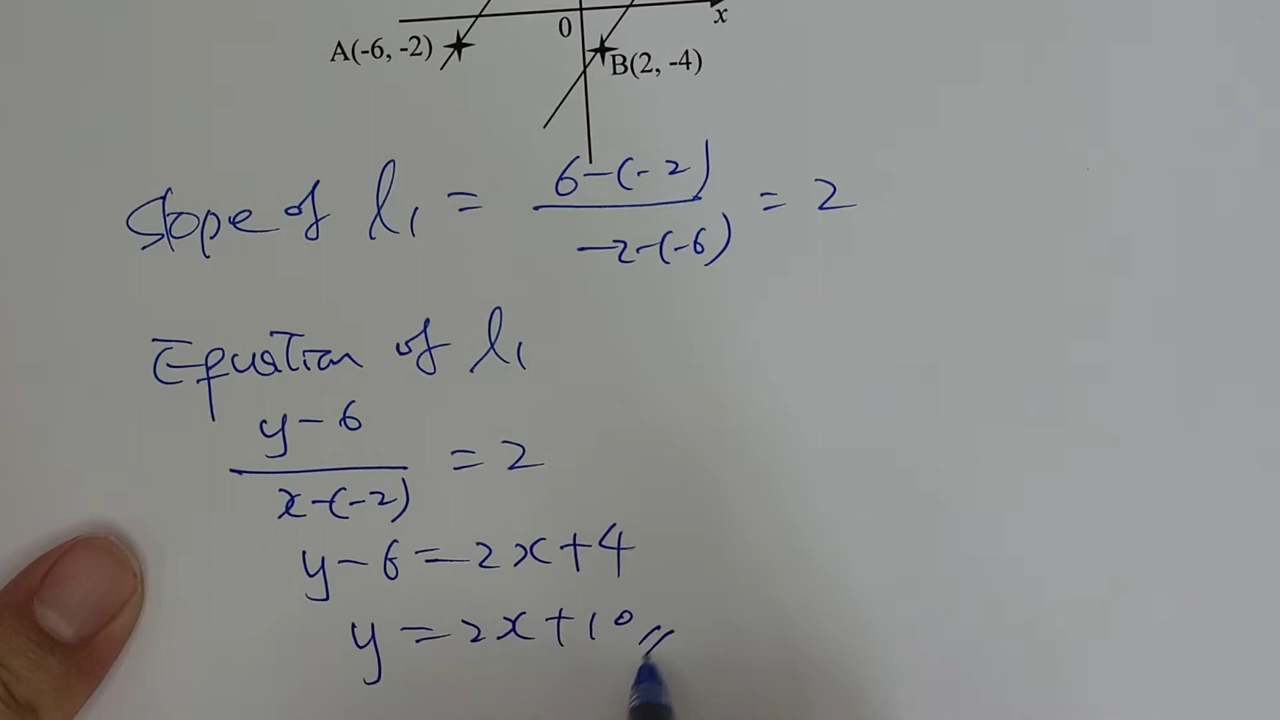 0
x
A(-6, -2)
B(2, -4)
Slope of l₁ = 6-(-2) / -2-(-6) = 2
Equation of l₁
y-6 / x-(-2) = 2
y-6=2x+4
y=2x+10